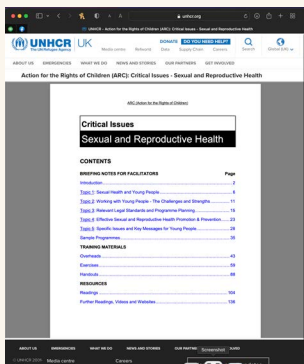 unhcr.org
UNHCR - Action for the Rights of Children (ARC): Critical Issues - Sexual and Reproductive Health
UNHCR
The UN Refugee Agency
UK
DONATE DO YOU NEED HELP?
Media centre Network Data Supply Chain Careers Search Global (UK)
ABOUT US EMERGENCIES WHAT WE DO NEWS AND STORIES OUR PARTNERS GET INVOLVED
Action for the Rights of Children (ARC): Critical Issues - Sexual and Reproductive Health
ARC (Action for the Rights of Children)
Critical Issues
Sexual and Reproductive Health
CONTENTS
BRIEFING NOTES FOR FACILITATORS Page
Introduction 2
Topic 1: Sexual Health and Young People 6
Topic 2: Working with Young People - The Challenges and Strengths 11
Topic 3: Relevant Legal Standards and Programme Planning
Topic 4: Effective Sexual and Reproductive Health Promotion & Prevention 23
Topic 5: Specific Issues and Key Messages for Young People 28
Sample Programmes
TRAINING MATERIALS
Overheads 43
Exercises
Handouts
RESOURCES
Readings 104
Further Readings, Videos and Websites
ABOUT US EMERGENCIES WHAT WE DO NEWS AND STORIES OUR Screenshot
Media centre Careers